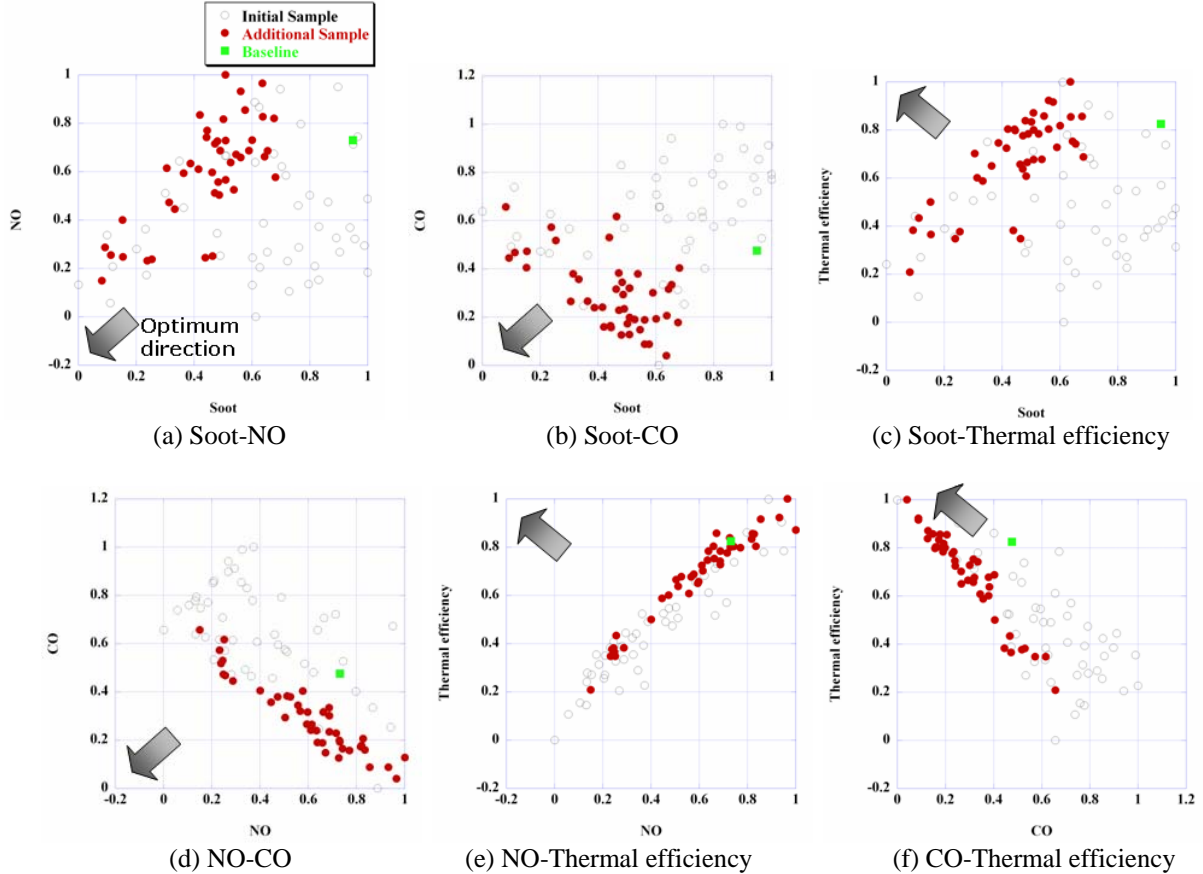 Initial Sample
Additional Sample
Baseline
1
0.8
0.6
0.4
0.2
0
-0.2
NO
0 0.2 0.4 0.6 0.8 1
Soot
Optimum
direction
(a) Soot-NO
1.2
1
0.8
0.6
0.4
0.2
0
CO
0 0.2 0.4 0.6 0.8 1
Soot
(b) Soot-CO
1
0.8
0.6
0.4
0.2
0
-0.2
Thermal efficiency
0 0.2 0.4 0.6 0.8 1
Soot
(c) Soot-Thermal efficiency
1.2
1
0.8
0.6
0.4
0.2
0
CO
-0.2 0 0.2 0.4 0.6 0.8 1
NO
(d) NO-CO
1
0.8
0.6
0.4
0.2
0
-0.2
Thermal efficiency
-0.2 0 0.2 0.4 0.6 0.8 1
NO
(e) NO-Thermal efficiency
1
0.8
0.6
0.4
0.2
0
-0.2
Thermal efficiency
0 0.2 0.4 0.6 0.8 1 1.2
CO
(f) CO-Thermal efficiency